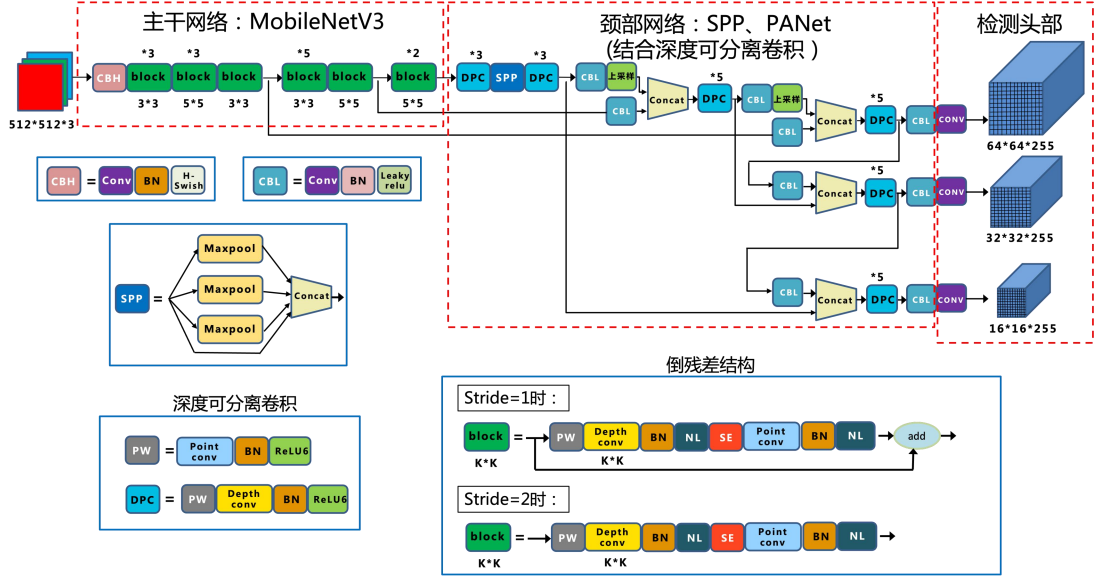 主干网络：MobileNetV3
颈部网络：SPP、PANet
(结合深度可分离卷积）
检测头部
*3 *3 *5 *2 *3 *3
CBH block block block block block block DPC SPP DPC CBL 上采样
3*3 5*5 3*3 3*3 5*5 5*5
512*512*3
CBL Concat *5 DPC CBL 上采样
CBL Concat *5 DPC CBL CONV
64*64*255
CBL Concat *5 DPC CBL CONV
32*32*255
CBL Concat *5 DPC CBL CONV
16*16*255
CBH = Conv BN H-Swish
CBL = Conv BN Leaky relu
SPP =
Maxpool
Maxpool
Maxpool
Concat
深度可分离卷积
PW = Point conv BN ReLU6
DPC = PW Depth conv BN ReLU6
倒残差结构
Stride=1时：
block = PW Depth conv BN NL SE Point conv BN NL add
K*K K*K
Stride=2时：
block = PW Depth conv BN NL SE Point conv BN NL
K*K K*K